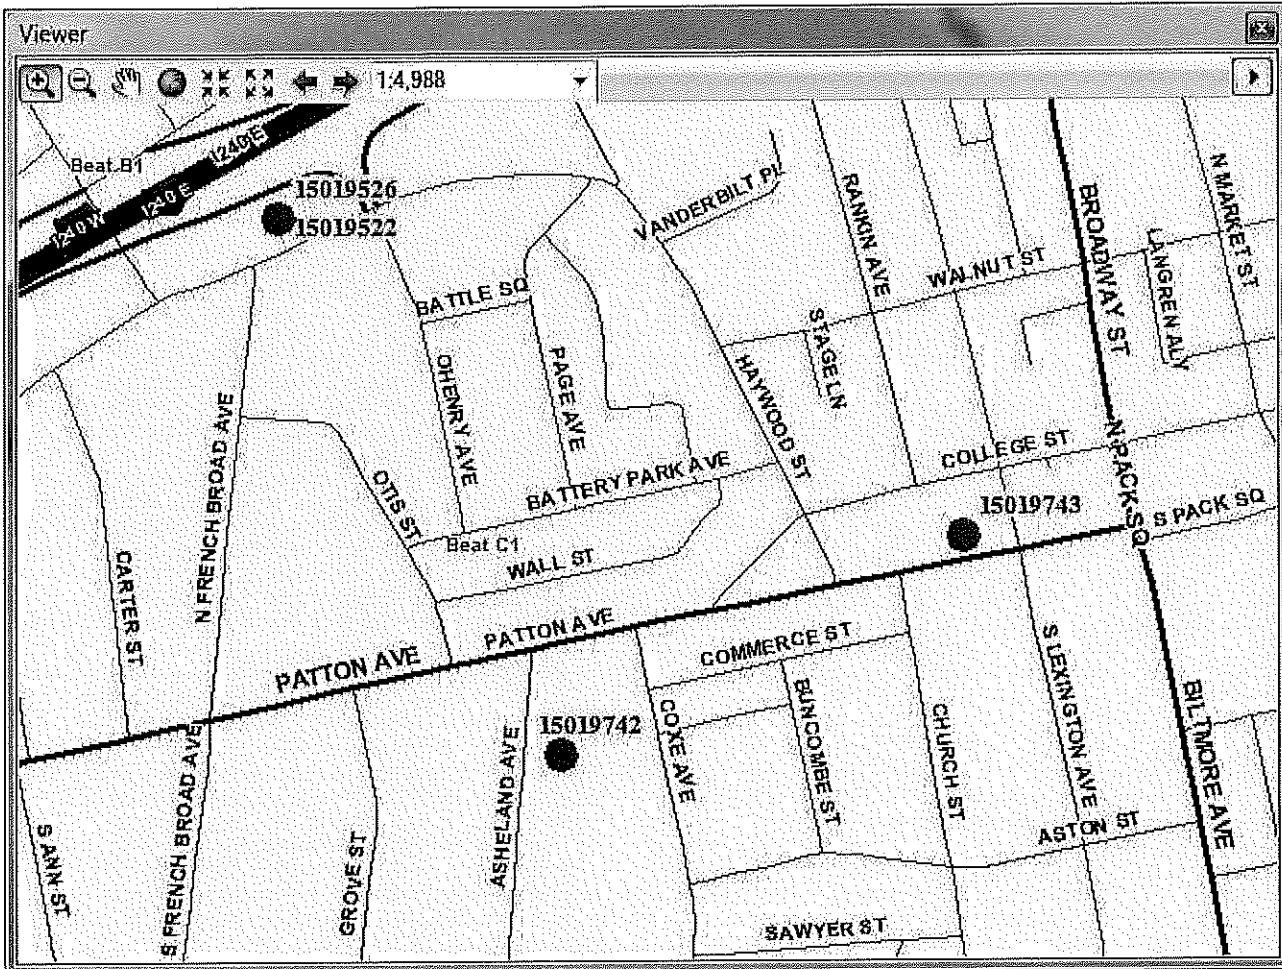 Viewer
1:4,988
Beat B1
I240 E
I240 E
I240 W
15019526
15019522
VANDERBILT PL
RANKIN AVE
BROADWAY ST
N MARKET ST
LANGREN ALY
WALNUT ST
BATTLE SQ
STAGE LN
PAGE AVE
OHENRY AVE
HAYWOOD ST
N FRENCH BROAD AVE
OTIS ST
COLLEGE ST
N PACK SQ
BATTERY PARK AVE
15019743
S PACK SQ
Beat C1
WALL ST
CARTER ST
PATTON AVE
PATTON AVE
COMMERCE ST
S LEXINGTON AVE
BILTMORE AVE
15019742
COXE AVE
BUNCOMBE ST
CHURCH ST
ASHELAND AVE
S FRENCH BROAD AVE
S ANN ST
GROVE ST
ASTON ST
SAWYER ST